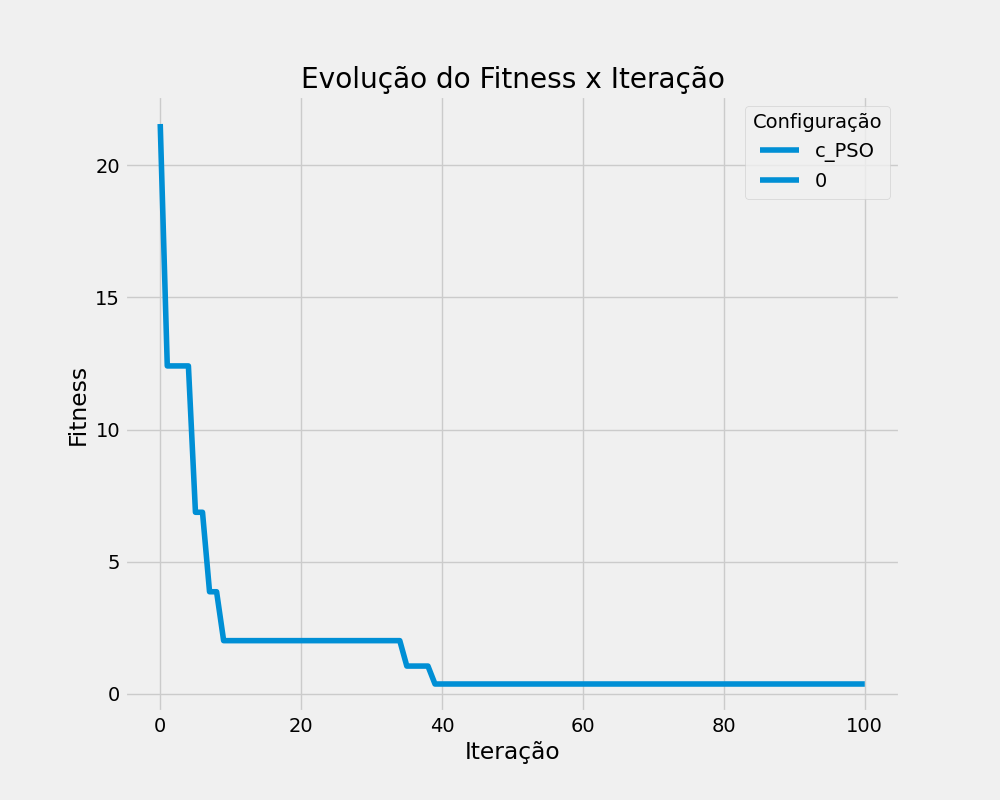 Evolução do Fitness x Iteração
Configuração
c_PSO
0
20
15
10
5
0
Fitness
0 20 40 60 80 100
Iteração